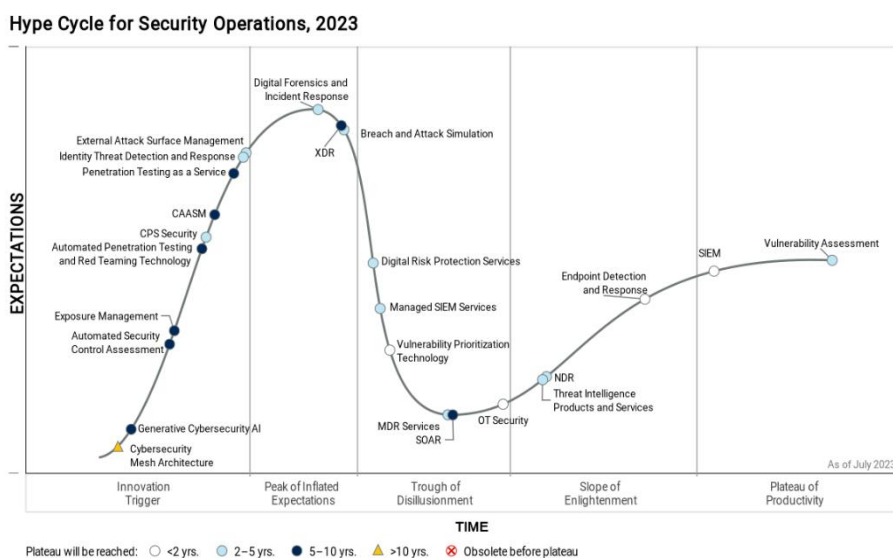 Hype Cycle for Security Operations, 2023
EXPECTATIONS
Digital Forensics and
Incident Response
External Attack Surface Management
Identity Threat Detection and Response
Penetration Testing as a Service
XDR
Breach and Attack Simulation
CAASM
CPS Security
Automated Penetration Testing
and Red Teaming Technology
Exposure Management
Automated Security
Control Assessment
Generative Cybersecurity AI
Cybersecurity
Mesh Architecture
Digital Risk Protection Services
Managed SIEM Services
Vulnerability Prioritization
Technology
MDR Services
SOAR
OT Security
NDR
Threat Intelligence
Products and Services
Endpoint Detection
and Response
SIEM
Vulnerability Assessment
As of July 2023
Innovation
Trigger
Peak of Inflated
Expectations
Trough of
Disillusionment
Slope of
Enlightenment
Plateau of
Productivity
TIME
Plateau will be reached: <2 yrs. 2–5 yrs. 5–10 yrs. >10 yrs. Obsolete before plateau